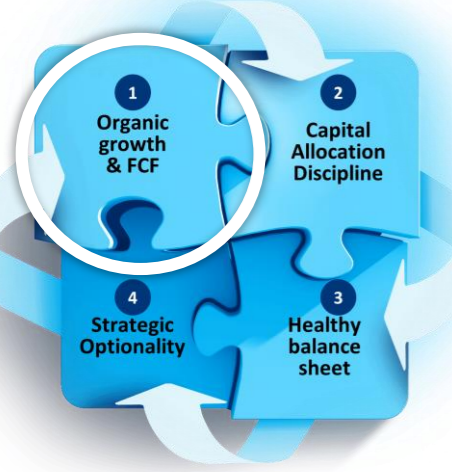 1
Organic
growth
& FCF
2
Capital
Allocation
Discipline
4
Strategic
Optionality
3
Healthy
balance
sheet